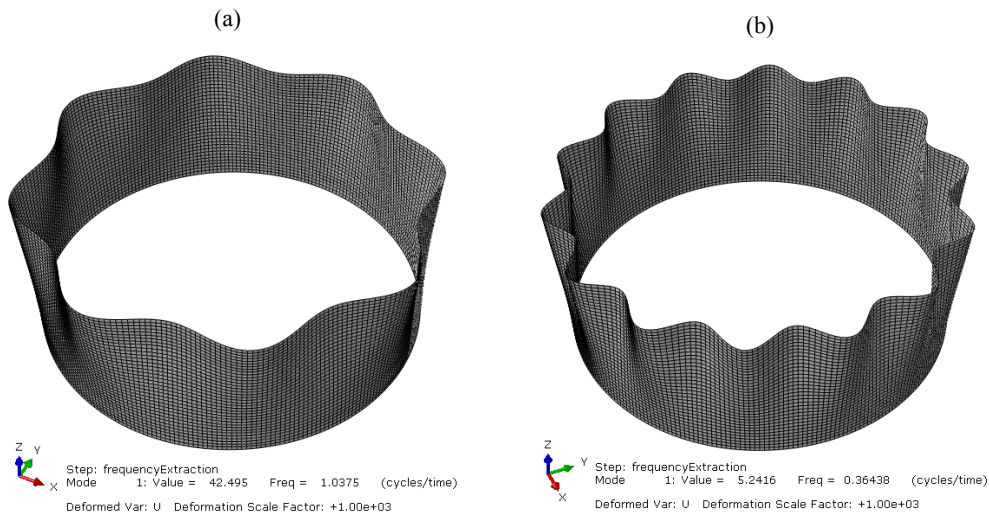 (a)
Z
Y
X
Step: frequencyExtraction
Mode 1: Value = 42.495 Freq = 1.0375 (cycles/time)
Deformed Var: U Deformation Scale Factor: +1.00e+03
(b)
Z
Y
X
Step: frequencyExtraction
Mode 1: Value = 5.2416 Freq = 0.36438 (cycles/time)
Deformed Var: U Deformation Scale Factor: +1.00e+03